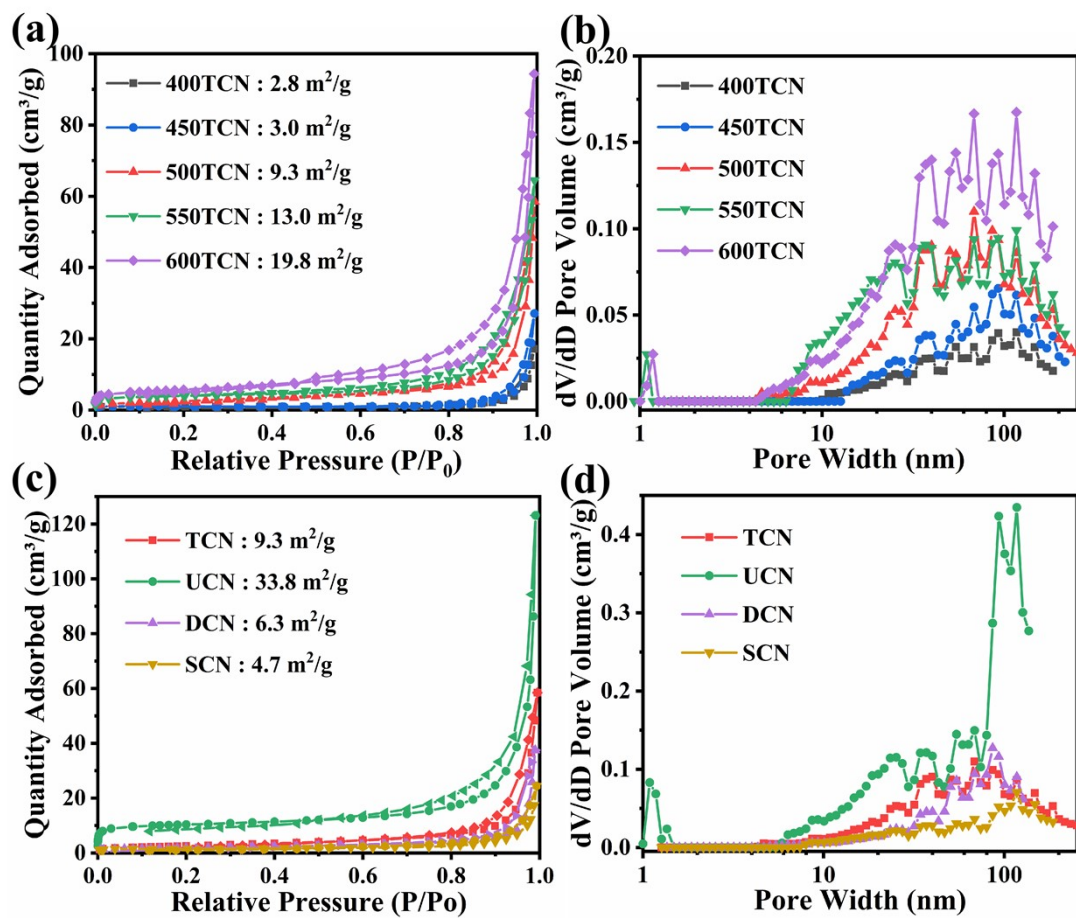 (a)
Quantity Adsorbed (cm³/g)
100
80
60
40
20
0
400TCN : 2.8 m²/g
450TCN : 3.0 m²/g
500TCN : 9.3 m²/g
550TCN : 13.0 m²/g
600TCN : 19.8 m²/g
0.0 0.2 0.4 0.6 0.8 1.0
Relative Pressure (P/P₀)
(b)
dV/dD Pore Volume (cm³/g)
0.20
0.15
0.10
0.05
0.00
400TCN
450TCN
500TCN
550TCN
600TCN
1 10 100
Pore Width (nm)
(c)
Quantity Adsorbed (cm³/g)
120
100
80
60
40
20
0
TCN : 9.3 m²/g
UCN : 33.8 m²/g
DCN : 6.3 m²/g
SCN : 4.7 m²/g
0.0 0.2 0.4 0.6 0.8 1.0
Relative Pressure (P/Po)
(d)
dV/dD Pore Volume (cm³/g)
0.4
0.3
0.2
0.1
0.0
TCN
UCN
DCN
SCN
1 10 100
Pore Width (nm)